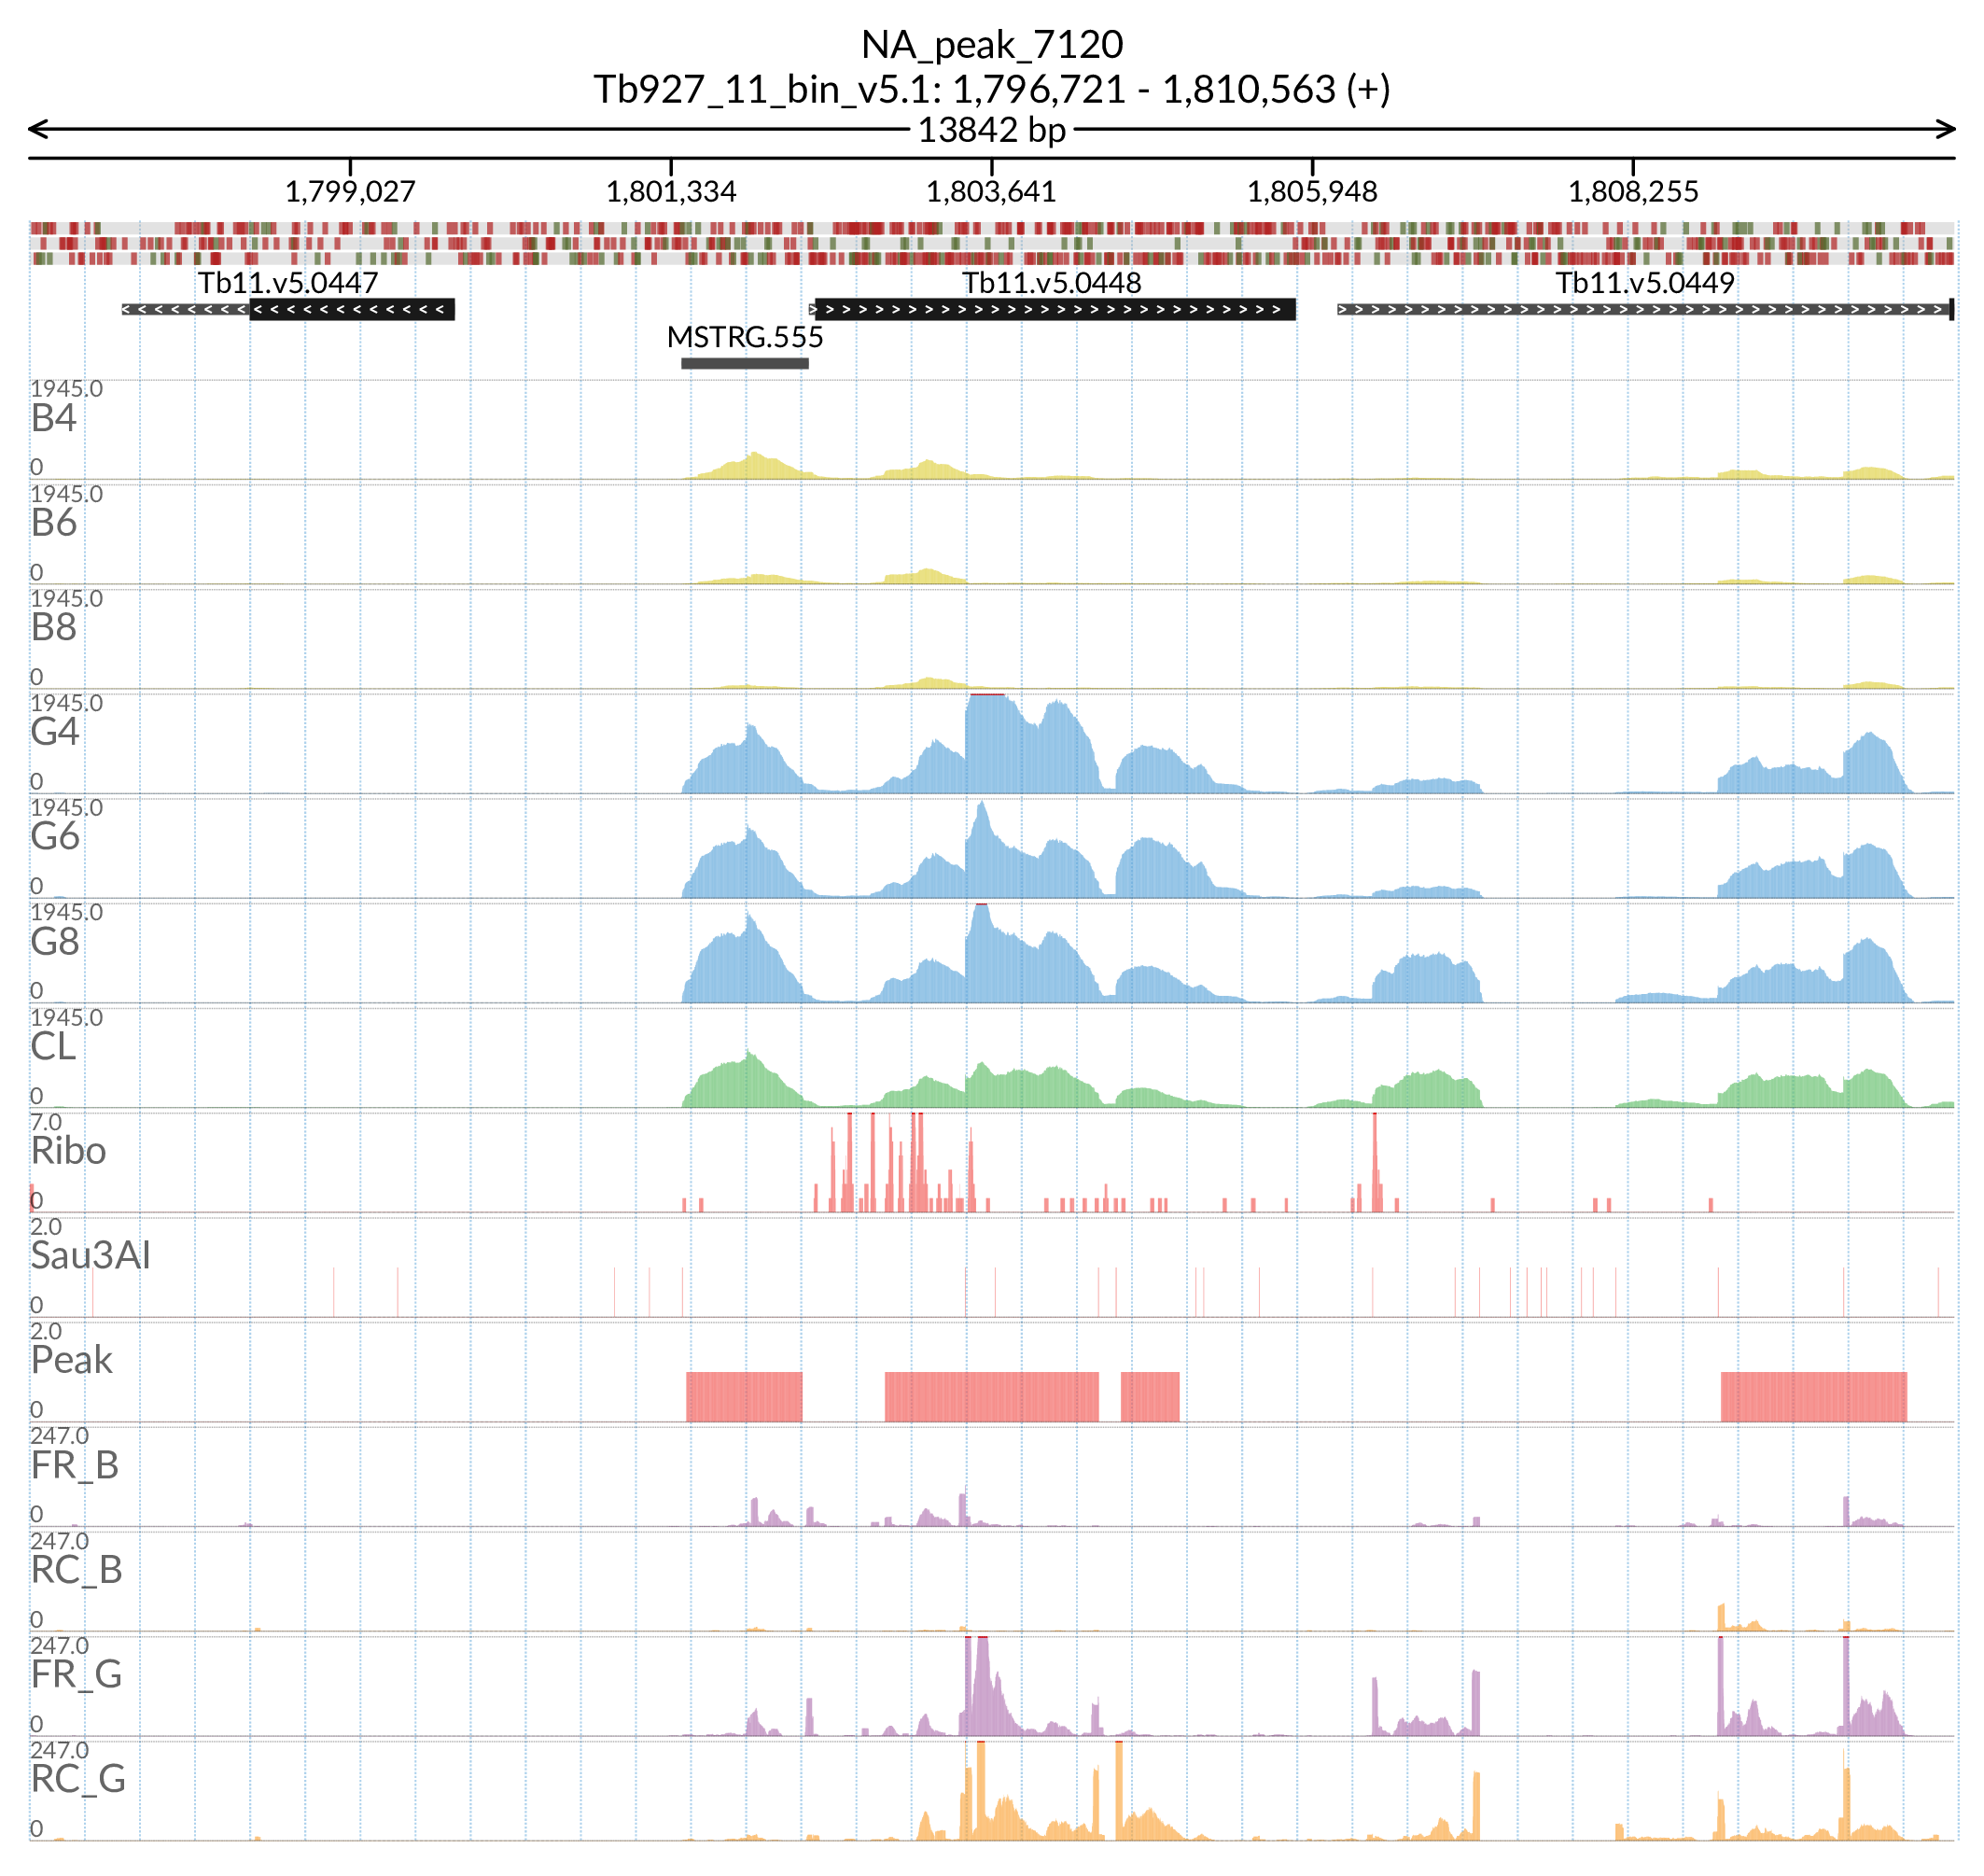 NA_peak_7120
Tb927_11_bin_v5.1: 1,796,721 - 1,810,563 (+)
13842 bp
1,799,027 1,801,334 1,803,641 1,805,948 1,808,255
Tb11.v5.0447 Tb11.v5.0448 Tb11.v5.0449
MSTRG.555
1945.0
B4
0
1945.0
B6
0
1945.0
B8
0
1945.0
G4
0
1945.0
G6
0
1945.0
G8
0
1945.0
CL
0
7.0
Ribo
0
2.0
Sau3AI
0
2.0
Peak
0
247.0
FR_B
0
247.0
RC_B
0
247.0
FR_G
0
247.0
RC_G
0